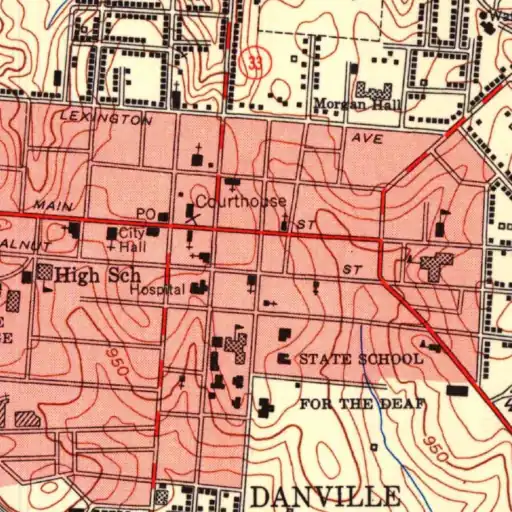 33
Morgan Hall
LEXINGTON AVE
Courthouse
MAIN ST
PO
City
Hall
ALNUT ST
High Sch
Hospital
E
GE
950
STATE SCHOOL
FOR THE DEAF
950
DANVILLE